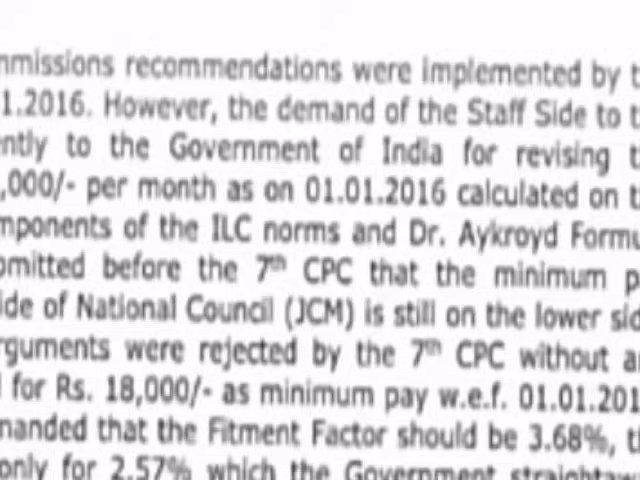 mmissions recommendations were implemented by t
1.2016. However, the demand of the Staff Side to t
ently to the Government of India for revising t
,000/- per month as on 01.01.2016 calculated on t
mponents of the ILC norms and Dr. Aykroyd Formu
omitted before the 7th CPC that the minimum p
ide of National Council (JCM) is still on the lower sid
rguments were rejected by the 7th CPC without a
for Rs. 18,000/- as minimum pay w.e.f. 01.01.201
manded that the Fitment Factor should be 3.68%, t
only for 2.57% which the Government straightaw